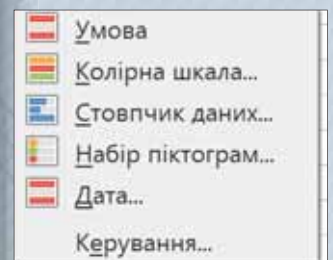 Умова
Колірна шкала...
Стовпчик даних...
Набір піктограм...
Дата...
Керування...